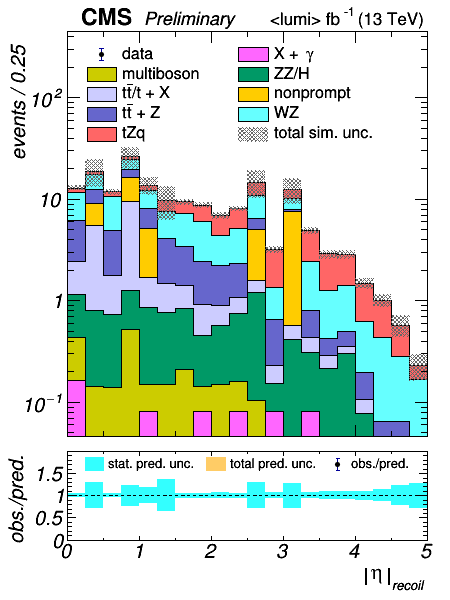 CMS Preliminary <lumi> fb⁻¹ (13 TeV)
events / 0.25
data
multiboson
tt̄/t + X
tt̄ + Z
tZq
X + γ
ZZ/H
nonprompt
WZ
total sim. unc.
10²
10
1
10⁻¹
obs./pred.
stat. pred. unc. total pred. unc. obs./pred.
1.5
1
0.5
0
0 1 2 3 4 5
|η|recoil